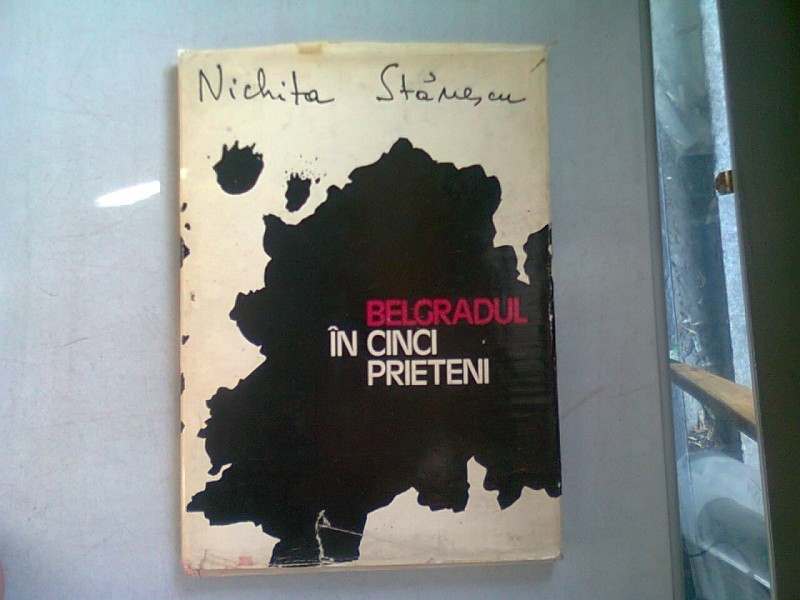 Nichita Stănescu
BELGRADUL
ÎN CINCI
PRIETENI